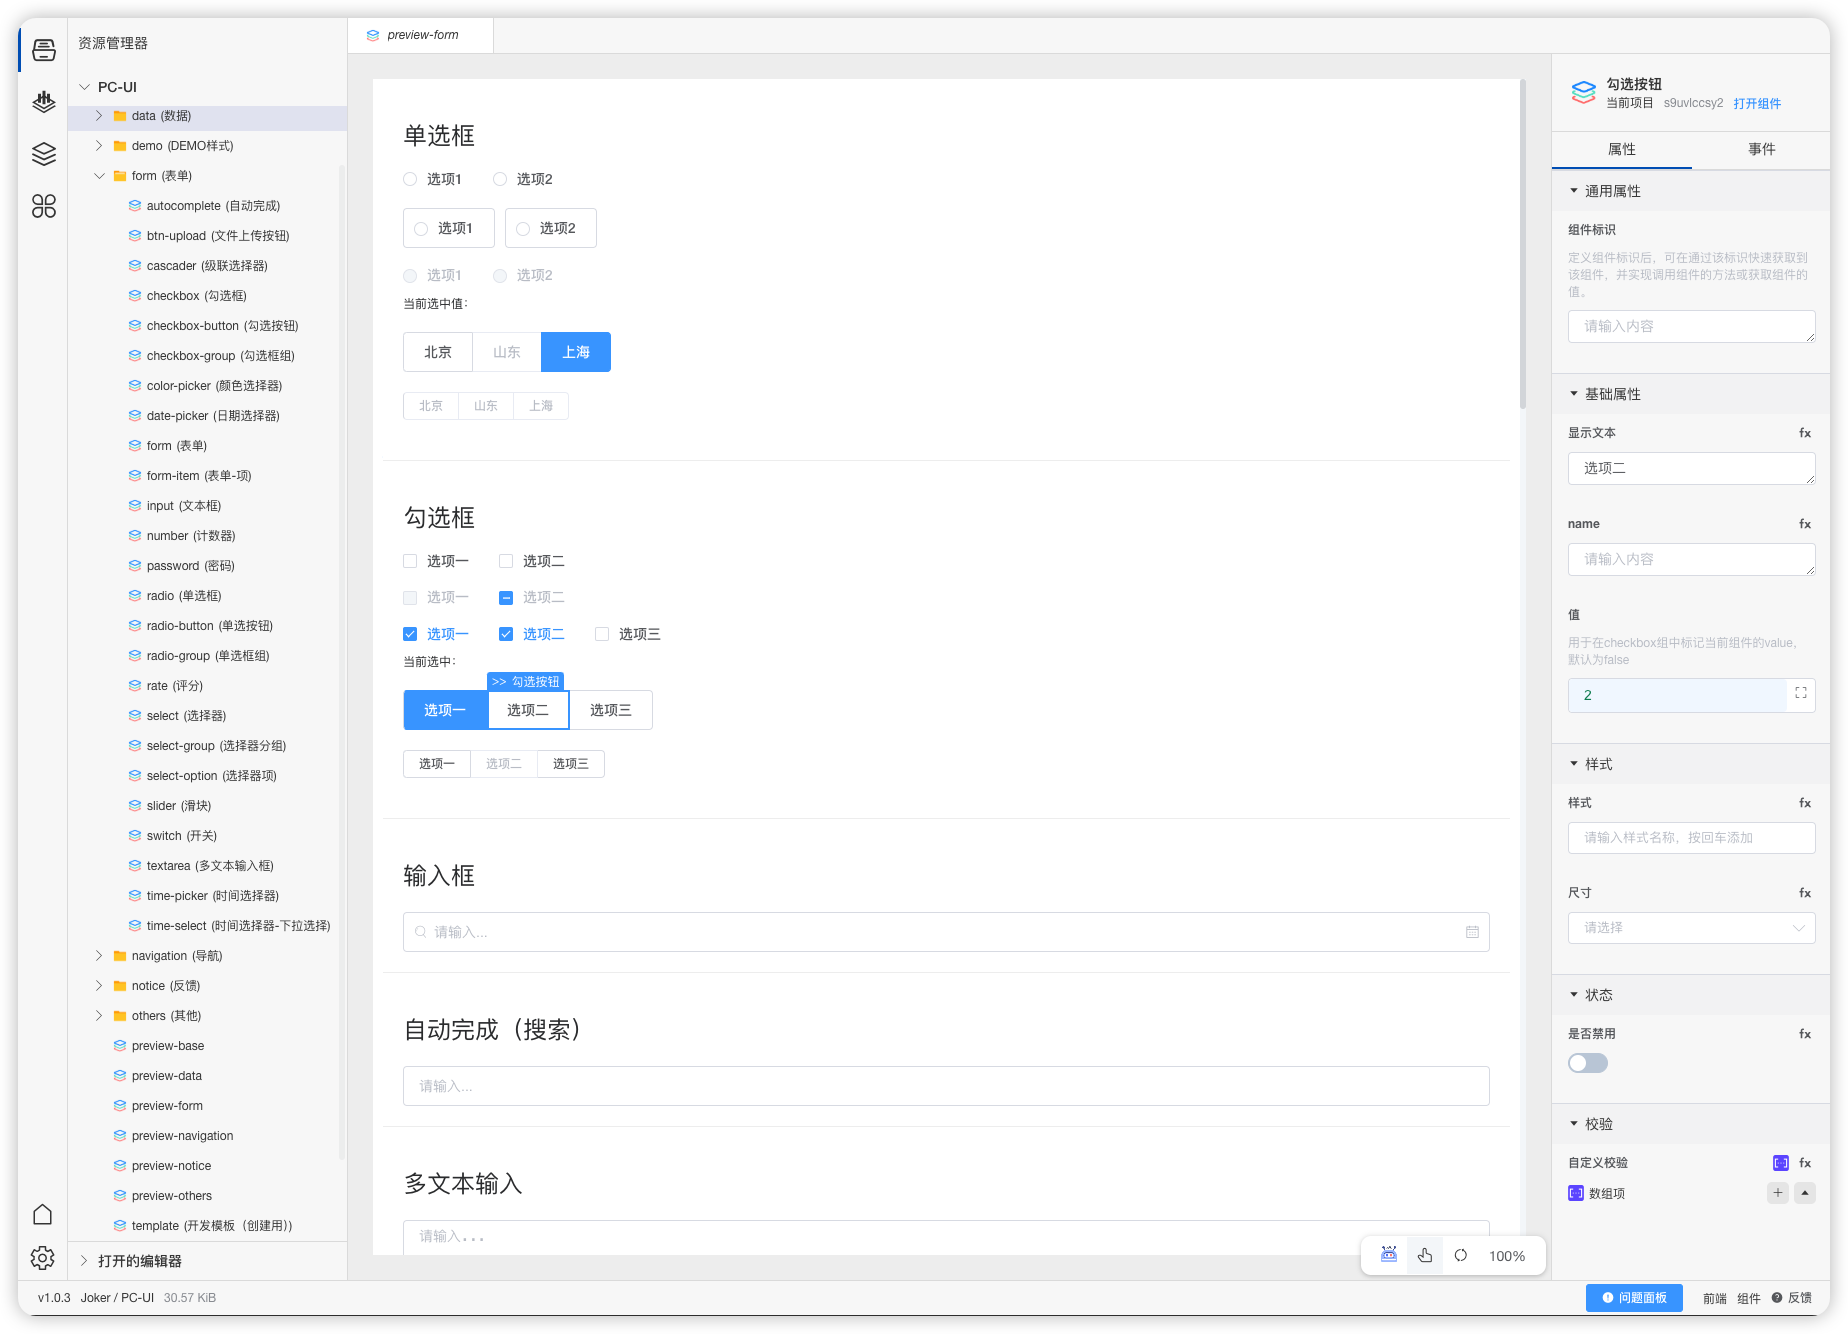 资源管理器
PC-UI
data (数据)
demo (DEMO样式)
form (表单)
autocomplete (自动完成)
btn-upload (文件上传按钮)
cascader (级联选择器)
checkbox (勾选框)
checkbox-button (勾选按钮)
checkbox-group (勾选框组)
color-picker (颜色选择器)
date-picker (日期选择器)
form (表单)
form-item (表单-项)
input (文本框)
number (计数器)
password (密码)
radio (单选框)
radio-button (单选按钮)
radio-group (单选框组)
rate (评分)
select (选择器)
select-group (选择器分组)
select-option (选择器项)
slider (滑块)
switch (开关)
textarea (多文本输入框)
time-picker (时间选择器)
time-select (时间选择器-下拉选择)
navigation (导航)
notice (反馈)
others (其他)
preview-base
preview-data
preview-form
preview-navigation
preview-notice
preview-others
template (开发模板（创建用）)
打开的编辑器
preview-form
单选框
选项1 选项2
选项1 选项2
选项1 选项2
当前选中值：
北京 山东 上海
北京 山东 上海
勾选框
选项一 选项二
选项一 选项二
选项一 选项二 选项三
当前选中：
>> 勾选按钮
选项一 选项二 选项三
选项一 选项二 选项三
输入框
请输入...
自动完成（搜索）
请输入...
多文本输入
请输入...
100%
勾选按钮
当前项目 s9uvlccsy2 打开组件
属性 事件
通用属性
组件标识
定义组件标识后，可在通过该标识快速获取到
该组件，并实现调用组件的方法或获取组件的
值。
请输入内容
基础属性
显示文本 fx
选项二
name fx
请输入内容
值
用于在checkbox组中标记当前组件的value，
默认为false
2
样式
样式 fx
请输入样式名称，按回车添加
尺寸 fx
请选择
状态
是否禁用 fx
校验
自定义校验 fx
数组项
v1.0.3 Joker / PC-UI 30.57 KiB
问题面板 前端 组件 反馈